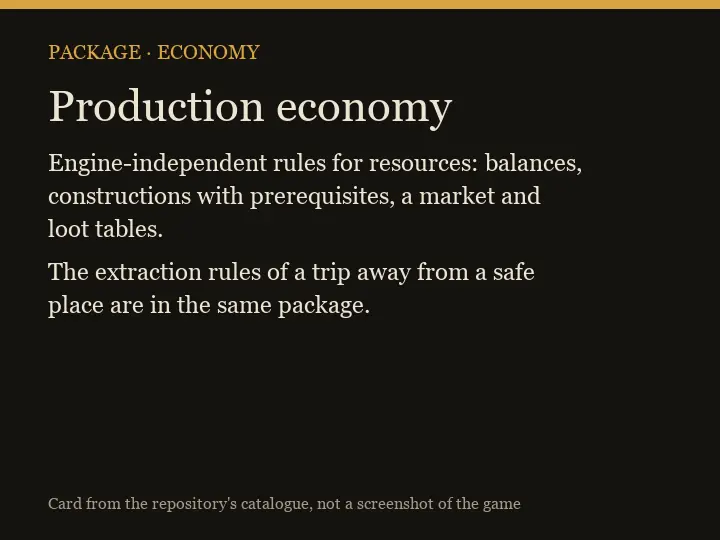 PACKAGE · ECONOMY
Production economy
Engine-independent rules for resources: balances,
constructions with prerequisites, a market and
loot tables.
The extraction rules of a trip away from a safe
place are in the same package.
Card from the repository's catalogue, not a screenshot of the game